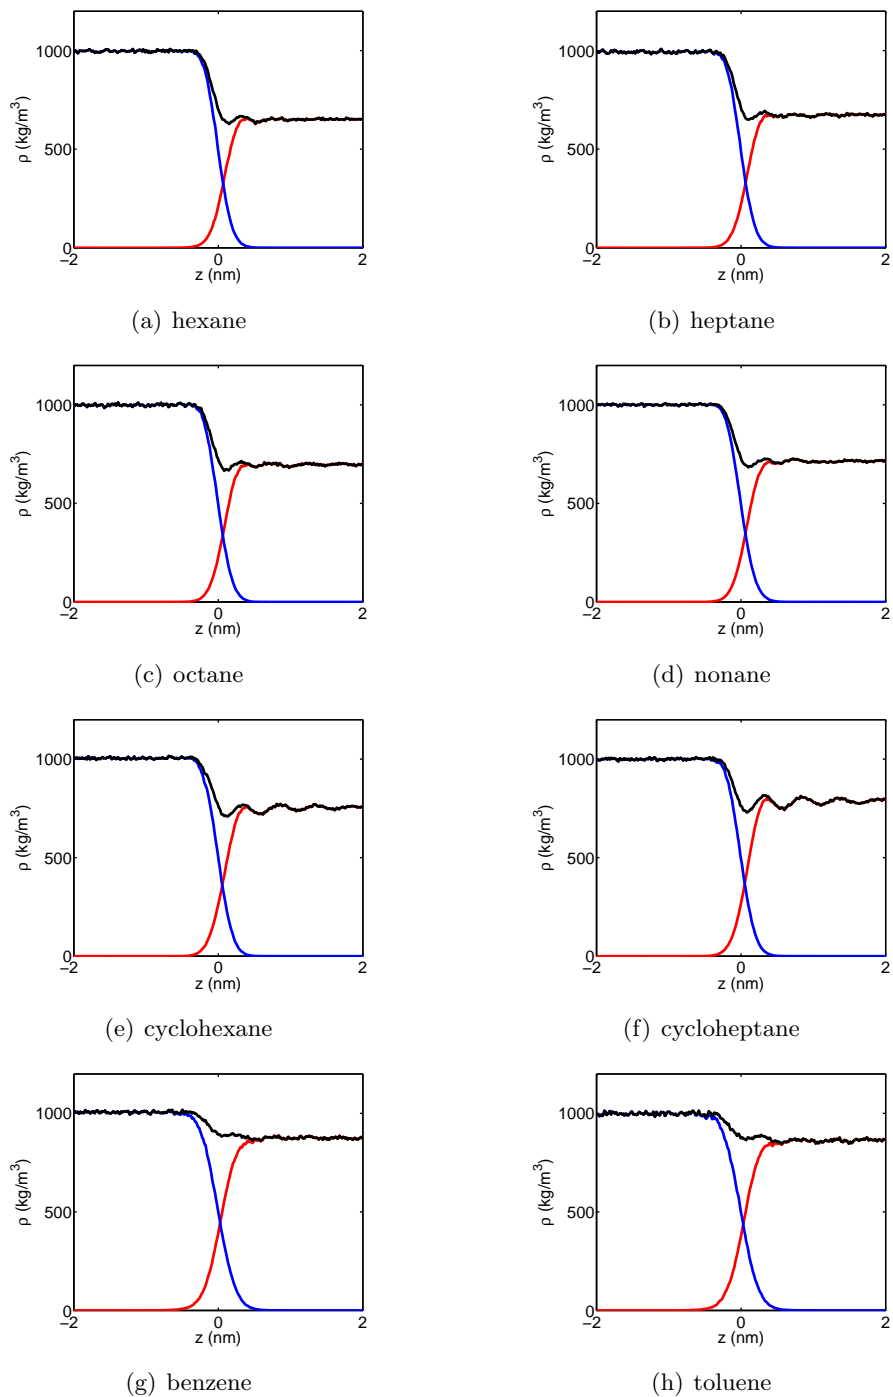 1000
500
0
ρ (kg/m³)
−2
0
2
z (nm)
(a) hexane
1000
500
0
ρ (kg/m³)
−2
0
2
z (nm)
(b) heptane
1000
500
0
ρ (kg/m³)
−2
0
2
z (nm)
(c) octane
1000
500
0
ρ (kg/m³)
−2
0
2
z (nm)
(d) nonane
1000
500
0
ρ (kg/m³)
−2
0
2
z (nm)
(e) cyclohexane
1000
500
0
ρ (kg/m³)
−2
0
2
z (nm)
(f) cycloheptane
1000
500
0
ρ (kg/m³)
−2
0
2
z (nm)
(g) benzene
1000
500
0
ρ (kg/m³)
−2
0
2
z (nm)
(h) toluene